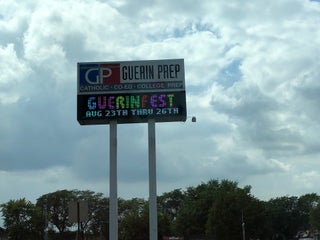 GP GUERIN PREP
CATHOLIC · CO-ED · COLLEGE PREP
GUERINFEST
AUG 23TH THRU 26TH